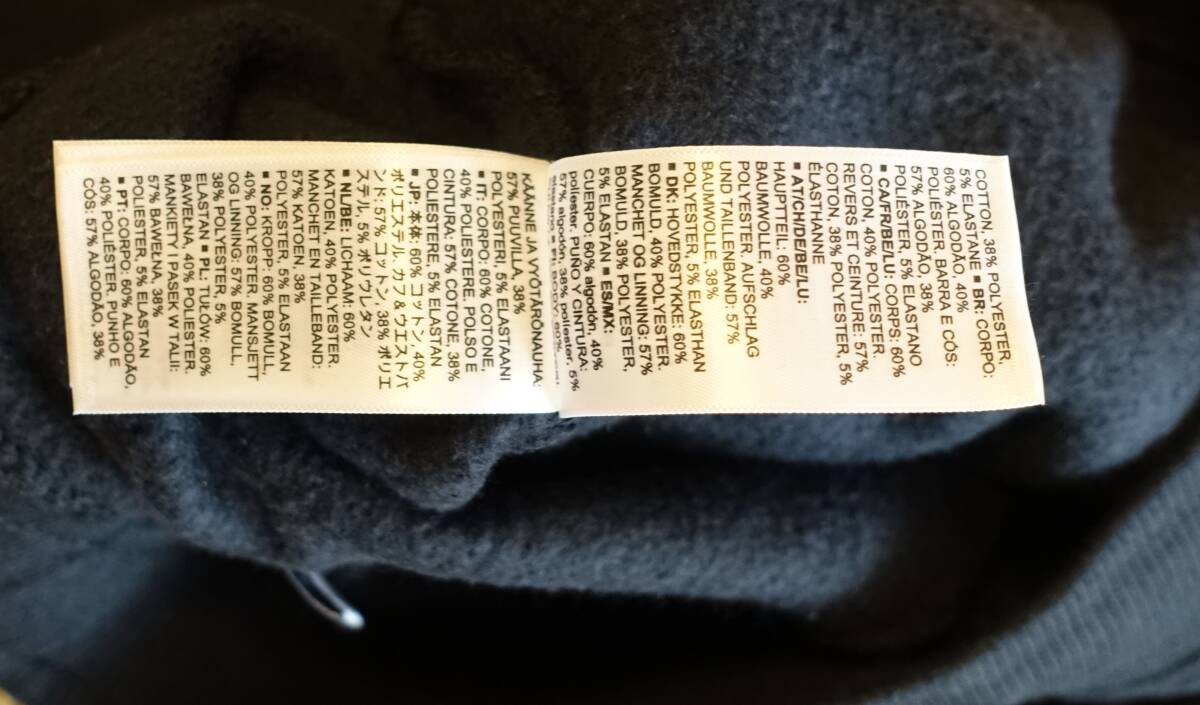 COTTON, 38% POLYESTER,
5% ELASTANE ■ BR: CORPO:
60% ALGODÃO, 40%
POLIÉSTER, BARRA E CÓS:
57% ALGODÃO, 38%
POLIÉSTER, 5% ELASTANO
■ CA/FR/BE/LU: CORPS: 60%
COTON, 40% POLYESTER.
REVERS ET CEINTURE: 57%
COTON, 38% POLYESTER, 5%
ÉLASTHANNE
■ AT/CH/DE/BE/LU:
HAUPTTEIL: 60%
BAUMWOLLE, 40%
POLYESTER. AUFSCHLAG
UND TAILLENBAND: 57%
BAUMWOLLE, 38%
POLYESTER, 5% ELASTHAN
■ DK: HOVEDSTYKKE: 60%
BOMULD, 40% POLYESTER.
MANCHET OG LINNING: 57%
BOMULD, 38% POLYESTER,
5% ELASTAN ■ ES/MX:
CUERPO: 60% algodón, 40%
poliester. PUÑO Y CINTURA:
57% algodón, 38% poliester, 5%
KÄÄNNE JA VYÖTÄRÖNAUHA:
57% PUUVILLA, 38%
POLYESTERI, 5% ELASTAANI
■ IT: CORPO: 60% COTONE,
40% POLIESTERE, POLSO E
CINTURA: 57% COTONE, 38%
POLIESTERE, 5% ELASTAN
■ JP: 本体: 60% コットン, 40%
ポリエステル, カフ＆ウエストバ
ンド: 57% コットン, 38% ポリエ
ステル, 5% ポリウレタン
■ NL/BE: LICHAAM: 60%
KATOEN, 40% POLYESTER.
MANCHET EN TAILLEBAND:
57% KATOEN, 38%
POLYESTER, 5% ELASTAAN
■ NO: KROPP: 60% BOMULL,
40% POLYESTER. MANSJETT
OG LINNING: 57% BOMULL,
38% POLYESTER, 5%
ELASTAN ■ PL: TUŁÓW: 60%
BAWEŁNA, 40% POLIESTER.
MANKIETY I PASEK W TALII:
57% BAWEŁNA, 38%
POLIESTER, 5% ELASTAN
■ PT: CORPO: 60% ALGODÃO,
40% POLIÉSTER, PUNHO E
CÓS: 57% ALGODÃO, 38%